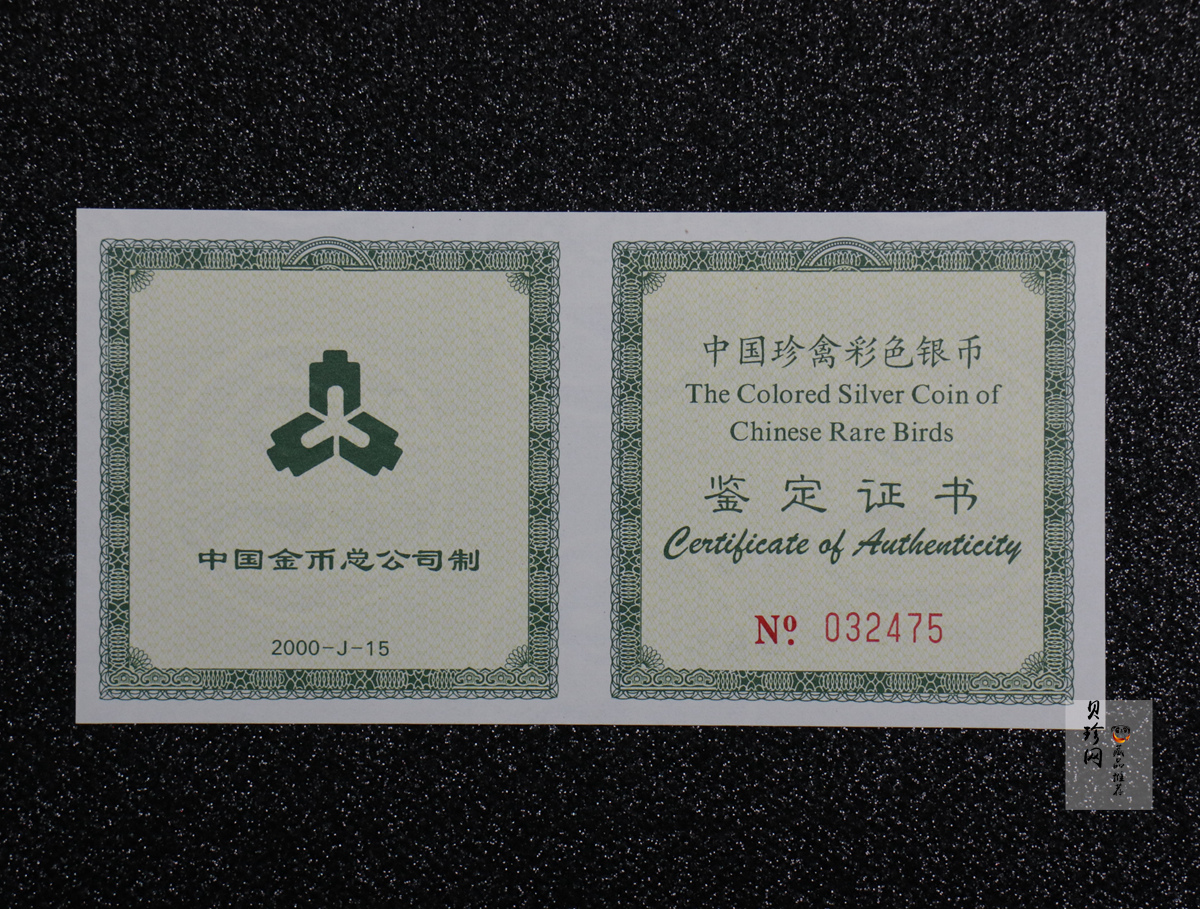 中国金币总公司制
2000-J-15
中国珍禽彩色银币
The Colored Silver Coin of
Chinese Rare Birds
鉴定证书
Certificate of Authenticity
Nº. 032475
贝珍网